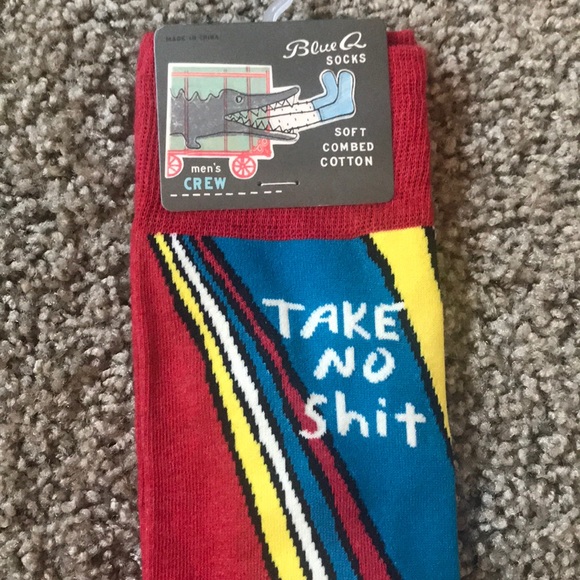 MADE IN CHINA
Blue Q
SOCKS
SOFT
COMBED
COTTON
men's
CREW
TAKE
NO
Shit